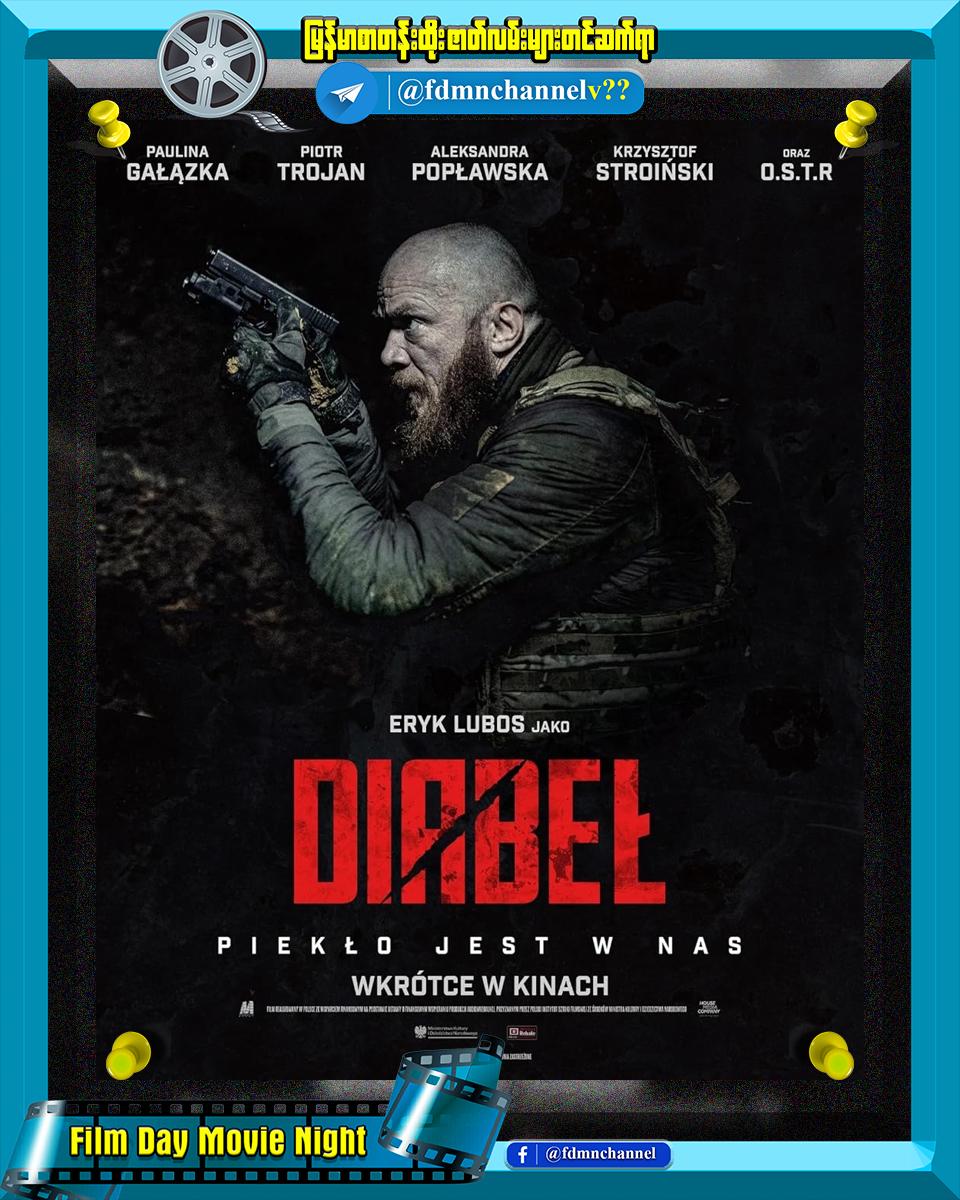 မြန်မာစာတန်းထိုးဇာတ်လမ်းများတင်ဆက်ရာ
@fdmnchannelv??
PAULINA
GAŁĄZKA
PIOTR
TROJAN
ALEKSANDRA
POPŁAWSKA
KRZYSZTOF
STROIŃSKI
ORAZ
O.S.T.R
ERYK LUBOS JAKO
DIABEŁ
PIEKŁO JEST W NAS
WKRÓTCE W KINACH
Film Day Movie Night
@fdmnchannel